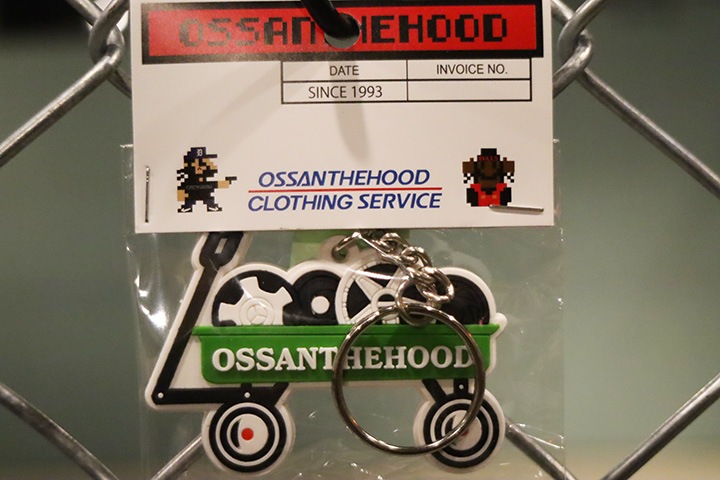 OSSANTHEHOOD
DATE INVOICE NO.
SINCE 1993
OSSANTHEHOOD
CLOTHING SERVICE
OSSANTHEHOOD